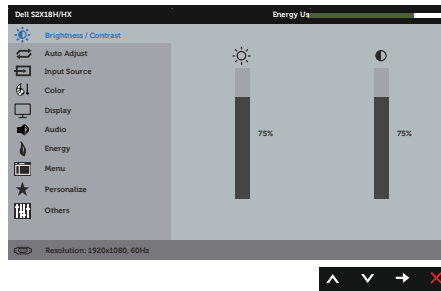 Dell S2X18H/HX
Energy Us
Brightness / Contrast
Auto Adjust
Input Source
Color
Display
Audio
Energy
Menu
Personalize
Others
75%
75%
Resolution: 1920x1080, 60Hz